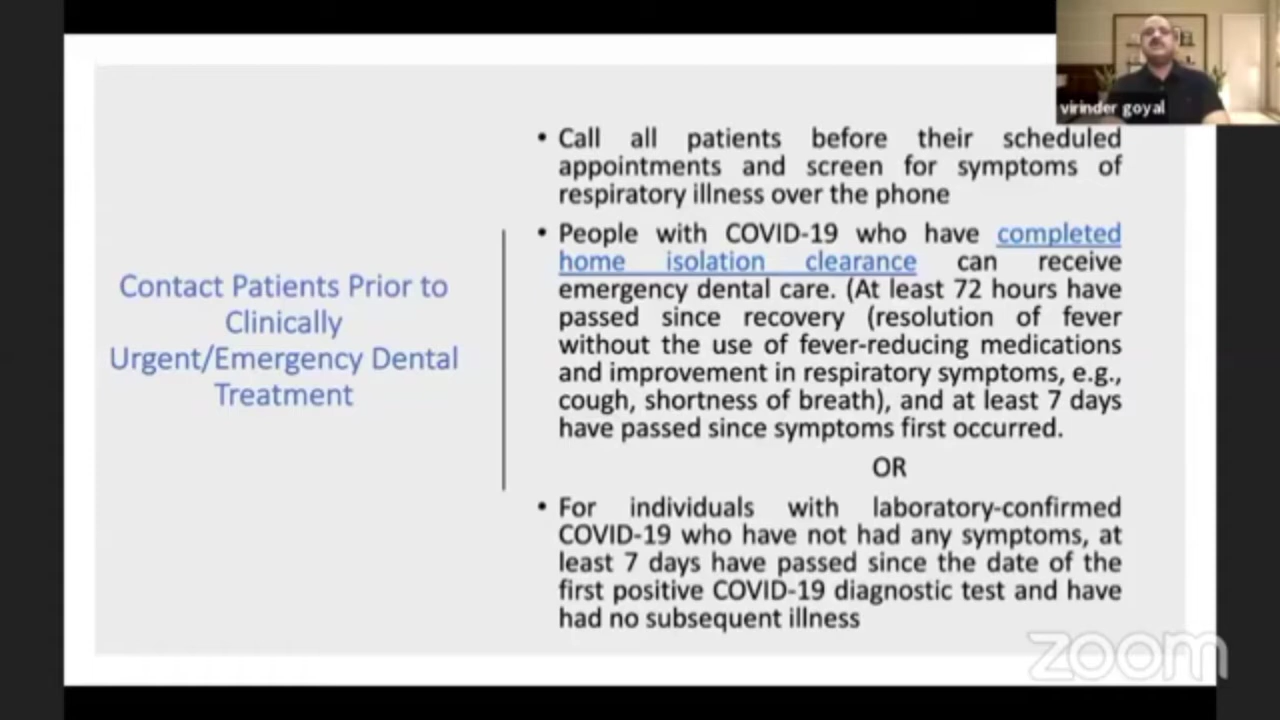 virinder goyal
Contact Patients Prior to
Clinically
Urgent/Emergency Dental
Treatment
• Call all patients before their scheduled
appointments and screen for symptoms of
respiratory illness over the phone
• People with COVID-19 who have completed
home isolation clearance can receive
emergency dental care. (At least 72 hours have
passed since recovery (resolution of fever
without the use of fever-reducing medications
and improvement in respiratory symptoms, e.g.,
cough, shortness of breath), and at least 7 days
have passed since symptoms first occurred.
OR
• For individuals with laboratory-confirmed
COVID-19 who have not had any symptoms, at
least 7 days have passed since the date of the
first positive COVID-19 diagnostic test and have
had no subsequent illness
zoom